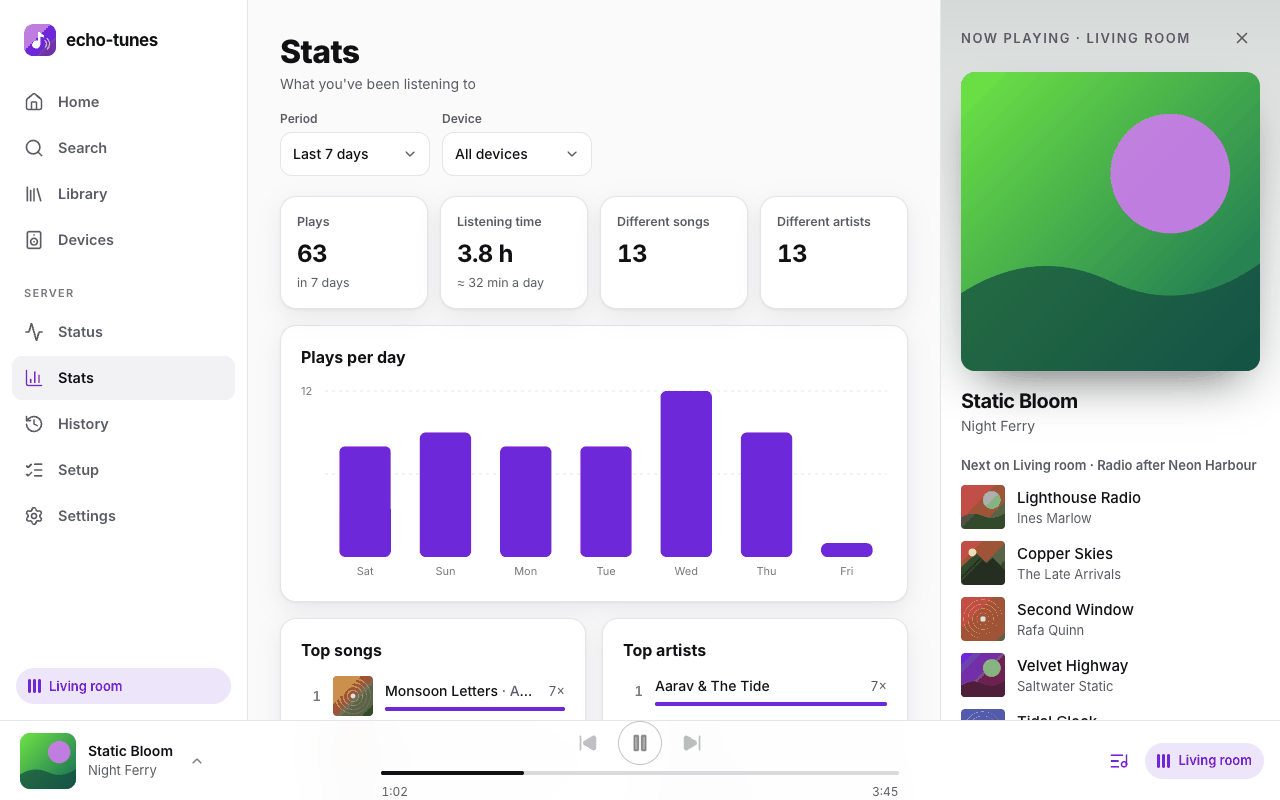 echo-tunes
Home
Search
Library
Devices
SERVER
Status
Stats
History
Setup
Settings
Living room
Stats
What you've been listening to
Period
Device
Last 7 days
All devices
Plays
63
in 7 days
Listening time
3.8 h
≈ 32 min a day
Different songs
13
Different artists
13
Plays per day
12
Sat
Sun
Mon
Tue
Wed
Thu
Fri
Top songs
1
Monsoon Letters · A...
7×
Top artists
1
Aarav & The Tide
7×
NOW PLAYING · LIVING ROOM
Static Bloom
Night Ferry
Next on Living room · Radio after Neon Harbour
Lighthouse Radio
Ines Marlow
Copper Skies
The Late Arrivals
Second Window
Rafa Quinn
Velvet Highway
Saltwater Static
Static Bloom
Night Ferry
1:02
3:45
Living room